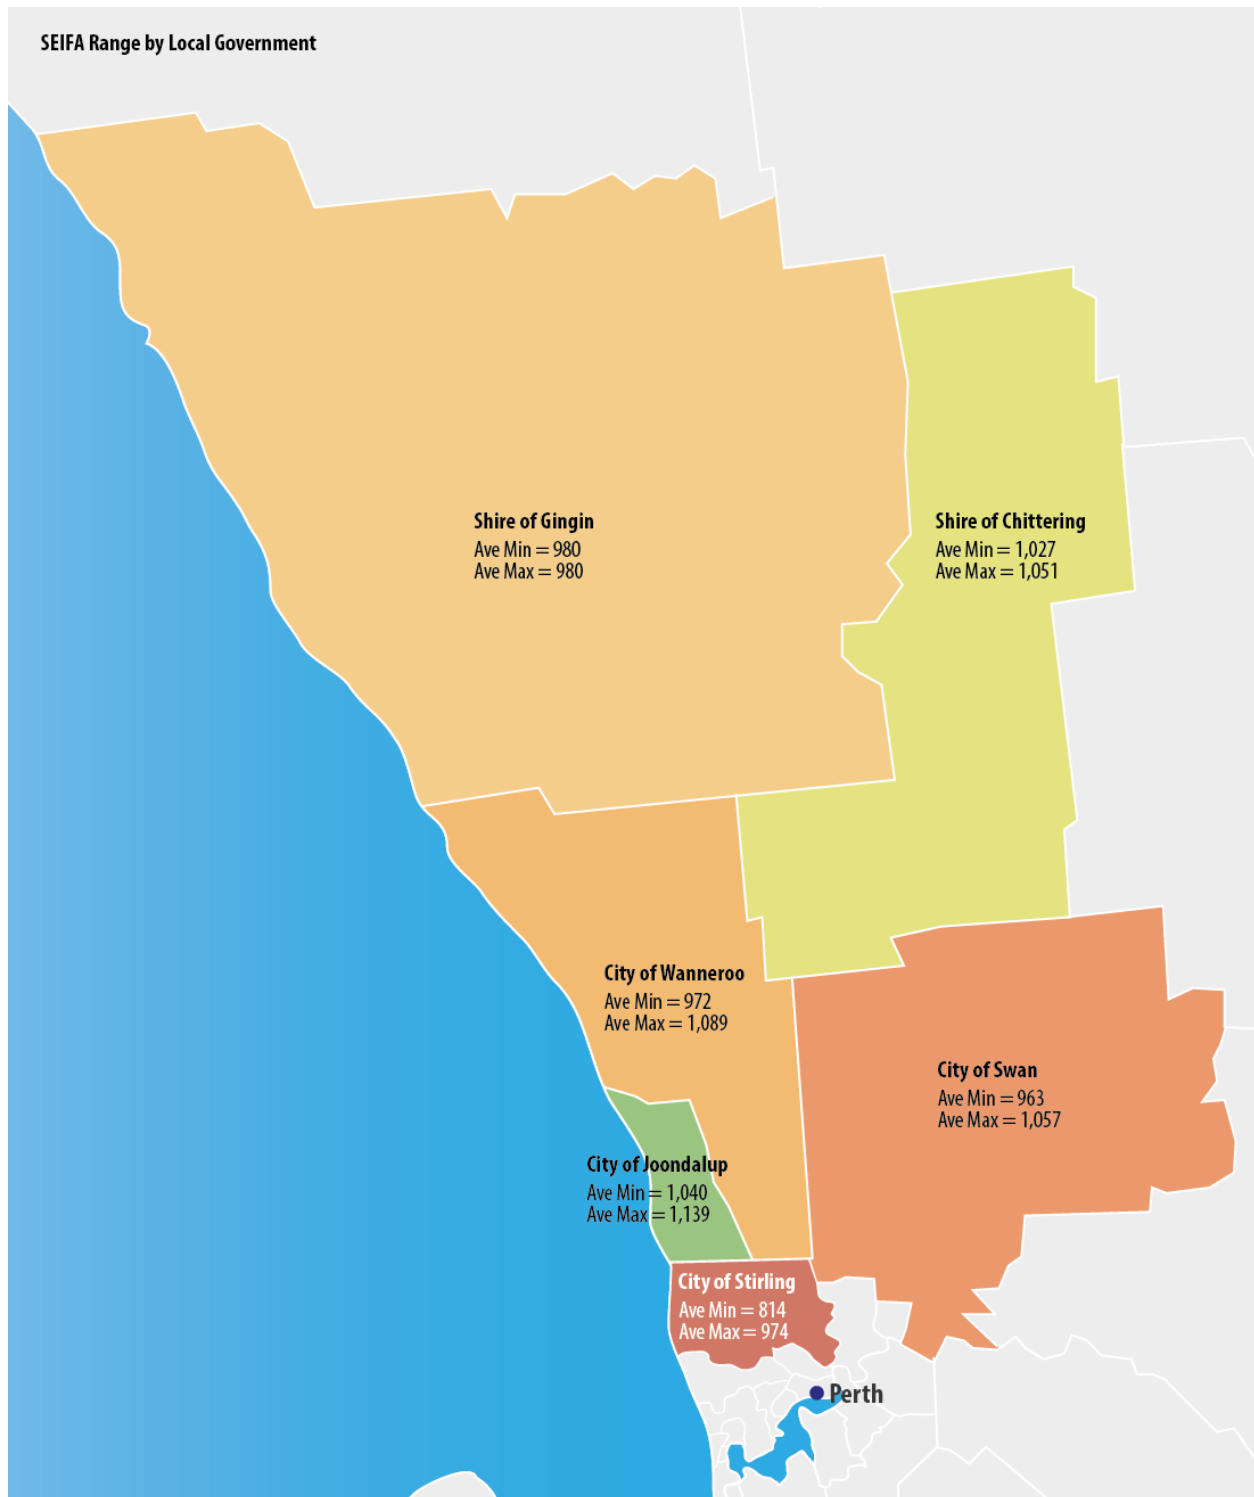 SEIFA Range by Local Government
Shire of Gingin
Ave Min = 980
Ave Max = 980
Shire of Chittering
Ave Min = 1,027
Ave Max = 1,051
City of Wanneroo
Ave Min = 972
Ave Max = 1,089
City of Swan
Ave Min = 963
Ave Max = 1,057
City of Joondalup
Ave Min = 1,040
Ave Max = 1,139
City of Stirling
Ave Min = 814
Ave Max = 974
Perth